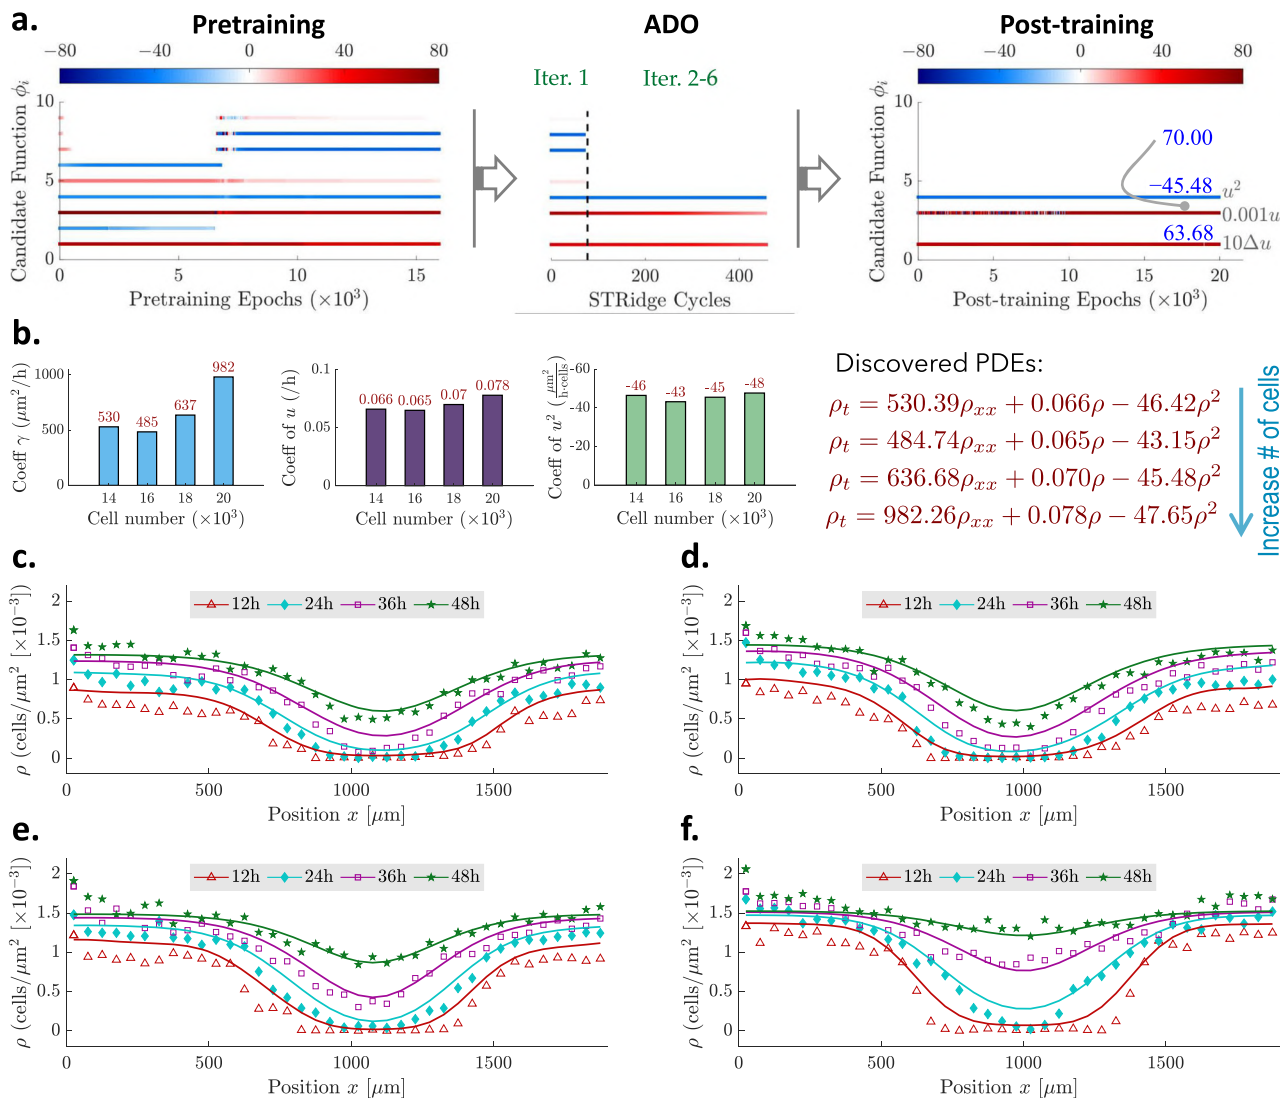 a.
Pretraining
ADO
Post-training
−80 −40 0 40 80
−80 −40 0 40 80
Iter. 1 Iter. 2-6
Candidate Function ϕi
10
5
0
0 5 10 15
Pretraining Epochs (×10³)
0 200 400
STRidge Cycles
Candidate Function ϕi
10
5
0
70.00
−45.48
u²
0.001u
63.68
10Δu
0 5 10 15 20
Post-training Epochs (×10³)
b.
Coeff γ (μm²/h)
1000
500
0
530 485 637 982
14 16 18 20
Cell number (×10³)
Coeff of u (/h)
0.1
0.05
0
0.066 0.065 0.07 0.078
14 16 18 20
Cell number (×10³)
Coeff of u² (μm²/h·cells)
-60
-40
-20
0
-46 -43 -45 -48
14 16 18 20
Cell number (×10³)
Discovered PDEs:
ρt = 530.39ρxx + 0.066ρ − 46.42ρ²
ρt = 484.74ρxx + 0.065ρ − 43.15ρ²
ρt = 636.68ρxx + 0.070ρ − 45.48ρ²
ρt = 982.26ρxx + 0.078ρ − 47.65ρ²
Increase # of cells
c.
ρ (cells/μm² [×10⁻³])
2
1.5
1
0.5
0
12h 24h 36h 48h
0 500 1000 1500
Position x [μm]
d.
ρ (cells/μm² [×10⁻³])
2
1.5
1
0.5
0
12h 24h 36h 48h
0 500 1000 1500
Position x [μm]
e.
ρ (cells/μm² [×10⁻³])
2
1.5
1
0.5
0
12h 24h 36h 48h
0 500 1000 1500
Position x [μm]
f.
ρ (cells/μm² [×10⁻³])
2
1.5
1
0.5
0
12h 24h 36h 48h
0 500 1000 1500
Position x [μm]